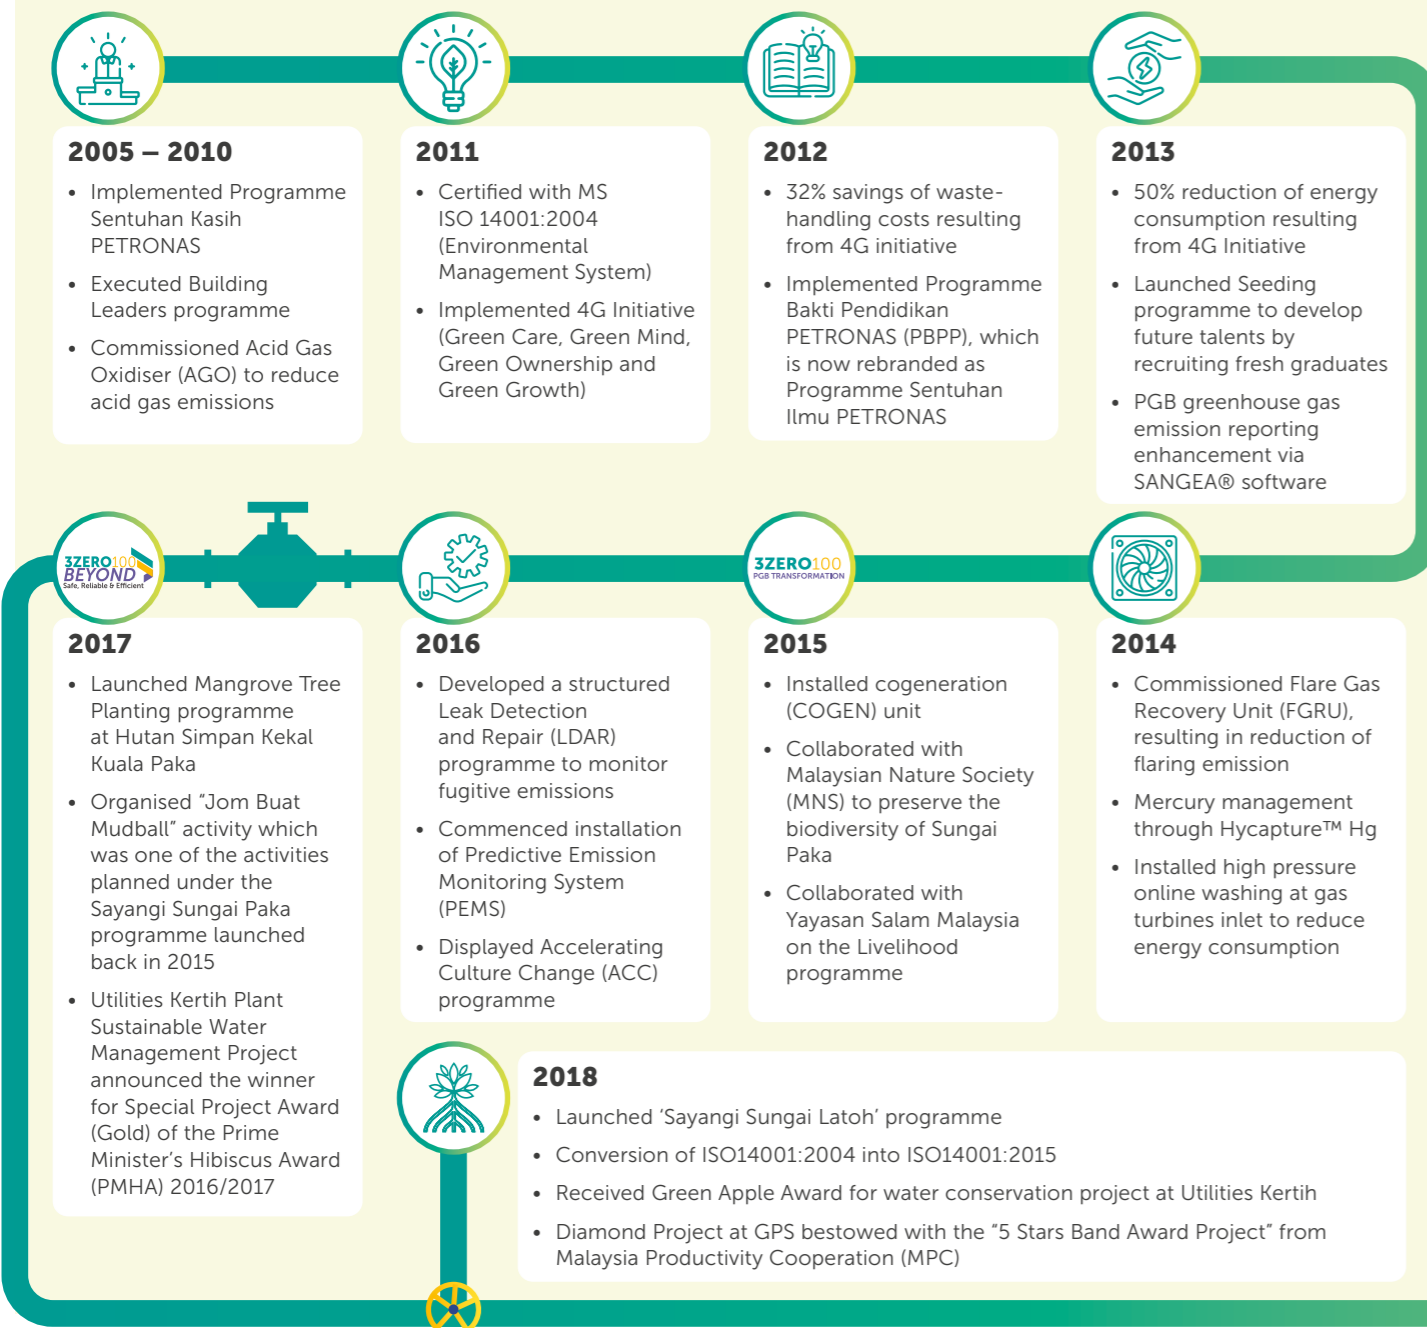 2005 – 2010
• Implemented Programme
Sentuhan Kasih
PETRONAS
• Executed Building
Leaders programme
• Commissioned Acid Gas
Oxidiser (AGO) to reduce
acid gas emissions
2011
• Certified with MS
ISO 14001:2004
(Environmental
Management System)
• Implemented 4G Initiative
(Green Care, Green Mind,
Green Ownership and
Green Growth)
2012
• 32% savings of waste-
handling costs resulting
from 4G initiative
• Implemented Programme
Bakti Pendidikan
PETRONAS (PBPP), which
is now rebranded as
Programme Sentuhan
Ilmu PETRONAS
2013
• 50% reduction of energy
consumption resulting
from 4G Initiative
• Launched Seeding
programme to develop
future talents by
recruiting fresh graduates
• PGB greenhouse gas
emission reporting
enhancement via
SANGEA® software
3ZERO100
BEYOND
Safe, Reliable & Efficient
2017
• Launched Mangrove Tree
Planting programme
at Hutan Simpan Kekal
Kuala Paka
• Organised “Jom Buat
Mudball” activity which
was one of the activities
planned under the
Sayangi Sungai Paka
programme launched
back in 2015
• Utilities Kertih Plant
Sustainable Water
Management Project
announced the winner
for Special Project Award
(Gold) of the Prime
Minister’s Hibiscus Award
(PMHA) 2016/2017
2016
• Developed a structured
Leak Detection
and Repair (LDAR)
programme to monitor
fugitive emissions
• Commenced installation
of Predictive Emission
Monitoring System
(PEMS)
• Displayed Accelerating
Culture Change (ACC)
programme
3ZERO100
PGB TRANSFORMATION
2015
• Installed cogeneration
(COGEN) unit
• Collaborated with
Malaysian Nature Society
(MNS) to preserve the
biodiversity of Sungai
Paka
• Collaborated with
Yayasan Salam Malaysia
on the Livelihood
programme
2014
• Commissioned Flare Gas
Recovery Unit (FGRU),
resulting in reduction of
flaring emission
• Mercury management
through Hycapture™ Hg
• Installed high pressure
online washing at gas
turbines inlet to reduce
energy consumption
2018
• Launched ‘Sayangi Sungai Latoh’ programme
• Conversion of ISO14001:2004 into ISO14001:2015
• Received Green Apple Award for water conservation project at Utilities Kertih
• Diamond Project at GPS bestowed with the “5 Stars Band Award Project” from
Malaysia Productivity Cooperation (MPC)